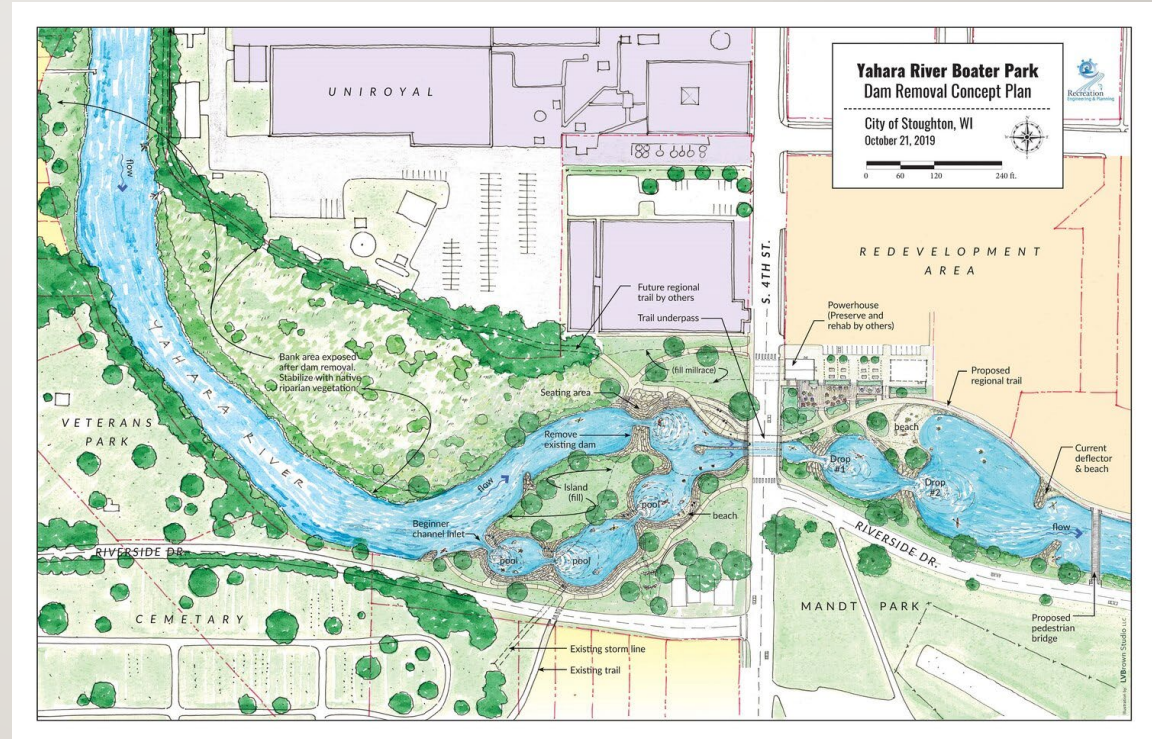 Yahara River Boater Park
Dam Removal Concept Plan
City of Stoughton, WI
October 21, 2019
0 60 120 240 ft.
Recreation
Engineering & Planning
UNIROYAL
flow
S. 4TH ST.
REDEVELOPMENT
AREA
Future regional
trail by others
Trail underpass
Powerhouse
(Preserve and
rehab by others)
(fill millrace)
Proposed
regional trail
Bank area exposed
after dam removal.
Stabilize with native
riparian vegetation.
Seating area
beach
YAHARA RIVER
VETERANS
PARK
Remove
existing dam
Drop
#1
Drop
#2
Current
deflector
& beach
flow
Island
(fill)
pool
beach
Beginner
channel inlet
flow
RIVERSIDE DR.
RIVERSIDE DR.
pool
pool
CEMETARY
MANDT PARK
Proposed
pedestrian
bridge
Existing storm line
Existing trail
Illustration by: LVBrown Studio LLC